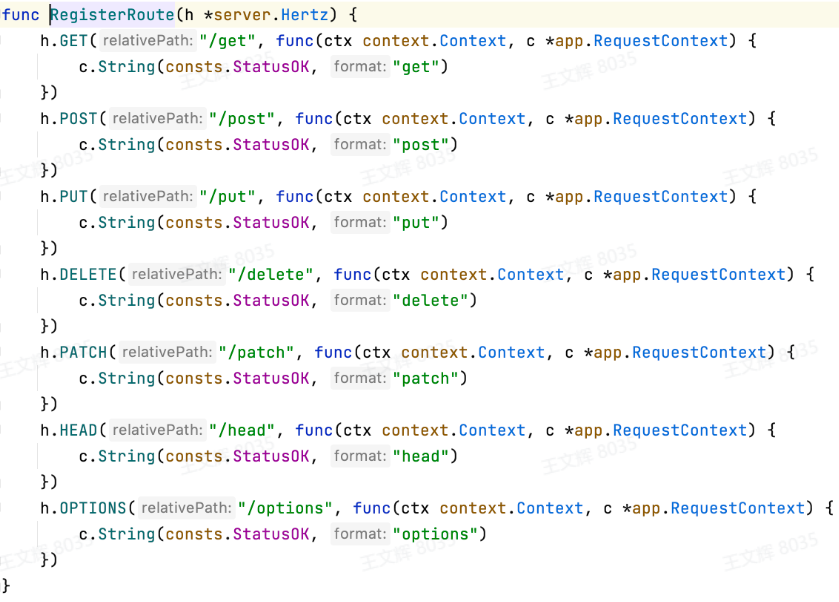 func RegisterRoute(h *server.Hertz) {
    h.GET( relativePath: "/get", func(ctx context.Context, c *app.RequestContext) {
        c.String(consts.StatusOK, format: "get")
    })
    h.POST( relativePath: "/post", func(ctx context.Context, c *app.RequestContext) {
        c.String(consts.StatusOK, format: "post")
    })
    h.PUT( relativePath: "/put", func(ctx context.Context, c *app.RequestContext) {
        c.String(consts.StatusOK, format: "put")
    })
    h.DELETE( relativePath: "/delete", func(ctx context.Context, c *app.RequestContext) {
        c.String(consts.StatusOK, format: "delete")
    })
    h.PATCH( relativePath: "/patch", func(ctx context.Context, c *app.RequestContext) {
        c.String(consts.StatusOK, format: "patch")
    })
    h.HEAD( relativePath: "/head", func(ctx context.Context, c *app.RequestContext) {
        c.String(consts.StatusOK, format: "head")
    })
    h.OPTIONS( relativePath: "/options", func(ctx context.Context, c *app.RequestContext) {
        c.String(consts.StatusOK, format: "options")
    })
}
王文辉 8035